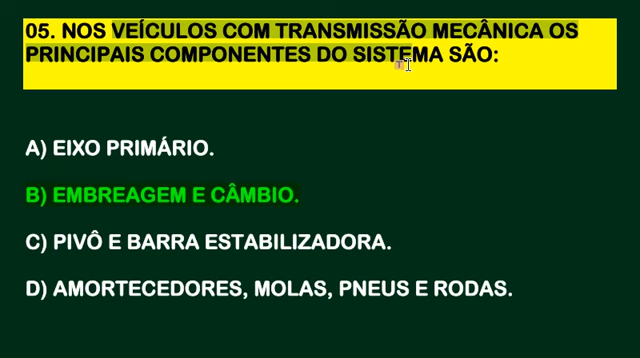 05. NOS VEÍCULOS COM TRANSMISSÃO MECÂNICA OS
PRINCIPAIS COMPONENTES DO SISTEMA SÃO:
A) EIXO PRIMÁRIO.
B) EMBREAGEM E CÂMBIO.
C) PIVÔ E BARRA ESTABILIZADORA.
D) AMORTECEDORES, MOLAS, PNEUS E RODAS.